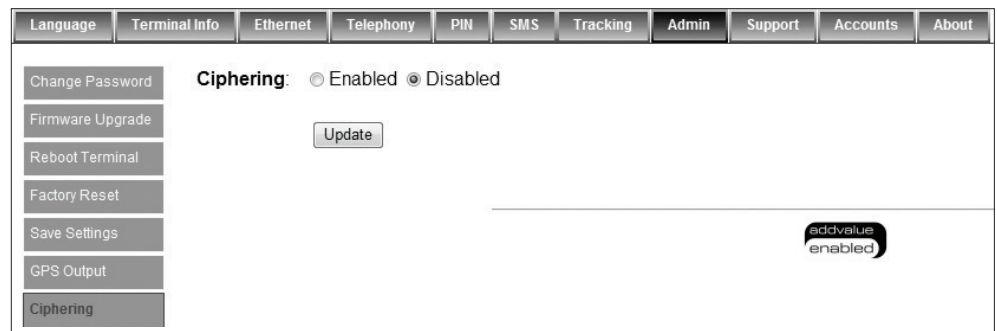 Language Terminal Info Ethernet Telephony PIN SMS Tracking Admin Support Accounts About
Change Password
Firmware Upgrade
Reboot Terminal
Factory Reset
Save Settings
GPS Output
Ciphering
Ciphering: Enabled Disabled
Update
addvalue
enabled